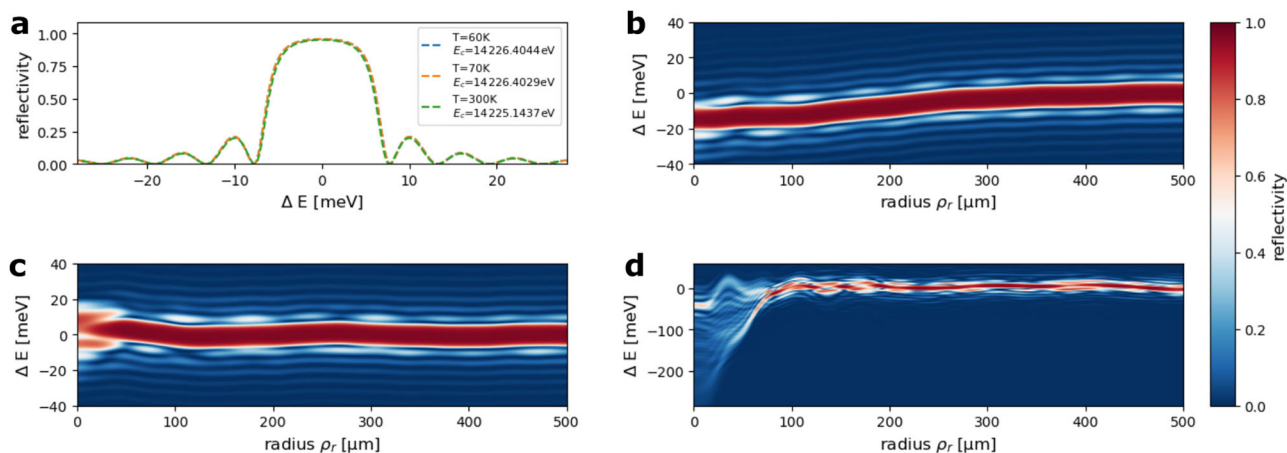 a
1.00
0.75
0.50
0.25
0.00
reflectivity
−20
−10
0
10
20
Δ E [meV]
T=60K
E_c=14226.4044eV
T=70K
E_c=14226.4029eV
T=300K
E_c=14225.1437eV
b
40
20
0
−20
−40
Δ E [meV]
0
100
200
300
400
500
radius ρ_r [μm]
c
40
20
0
−20
−40
Δ E [meV]
0
100
200
300
400
500
radius ρ_r [μm]
d
0
−100
−200
Δ E [meV]
0
100
200
300
400
500
radius ρ_r [μm]
1.0
0.8
0.6
0.4
0.2
0.0
reflectivity